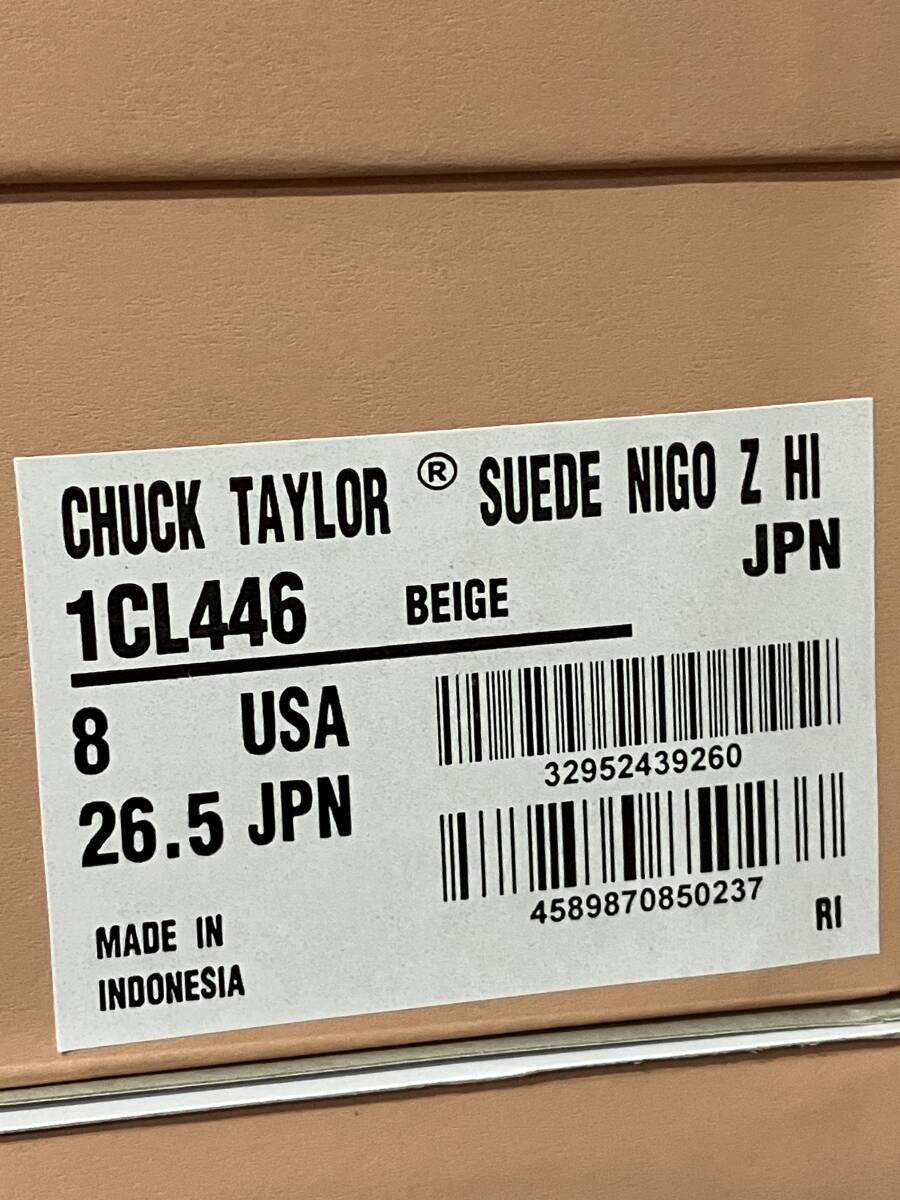 CHUCK TAYLOR ® SUEDE NIGO Z HI
JPN
1CL446 BEIGE
8 USA
26.5 JPN
32952439260
4589870850237
MADE IN
INDONESIA
RI